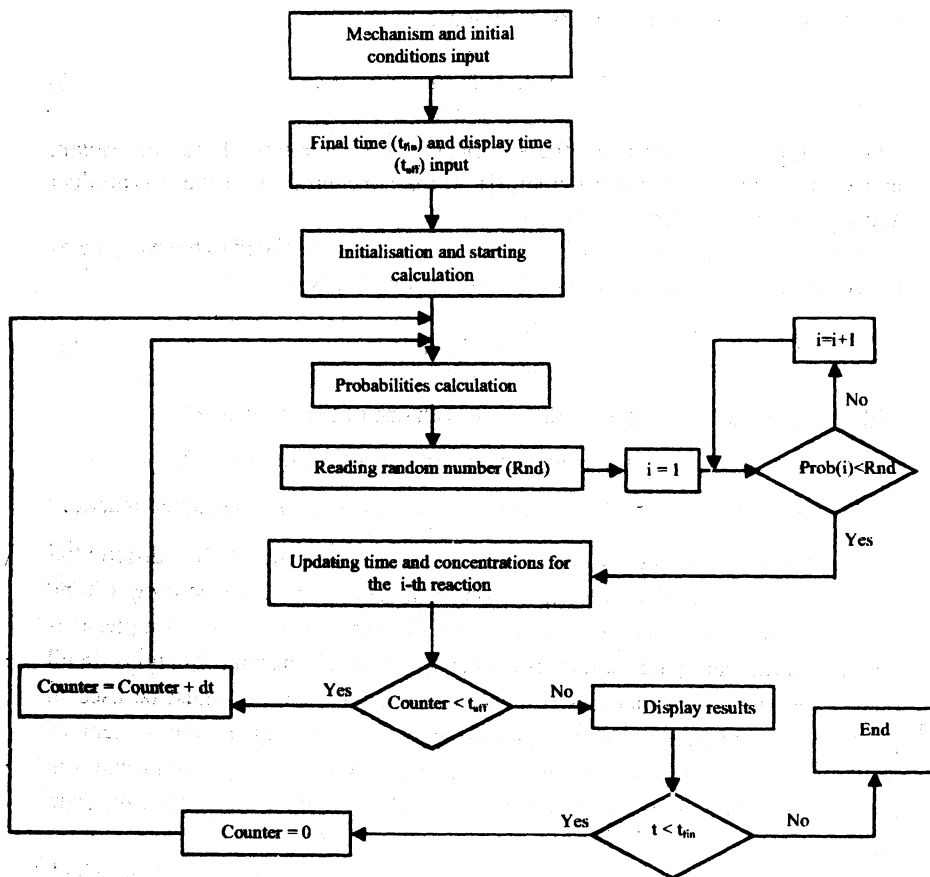 Mechanism and initial
conditions input
Final time (tfin) and display time
(taff) input
Initialisation and starting
calculation
Probabilities calculation
Reading random number (Rnd)
i = 1
i=i+1
No
Prob(i)<Rnd
Yes
Updating time and concentrations for
the i-th reaction
Counter = Counter + dt
Yes
Counter < taff
No
Display results
End
Counter = 0
Yes
t < tfin
No